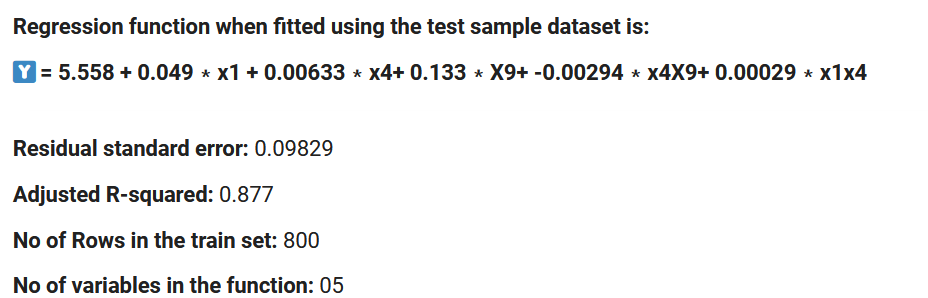 Regression function when fitted using the test sample dataset is:
Y = 5.558 + 0.049 * x1 + 0.00633 * x4+ 0.133 * X9+ -0.00294 * x4X9+ 0.00029 * x1x4
Residual standard error: 0.09829
Adjusted R-squared: 0.877
No of Rows in the train set: 800
No of variables in the function: 05